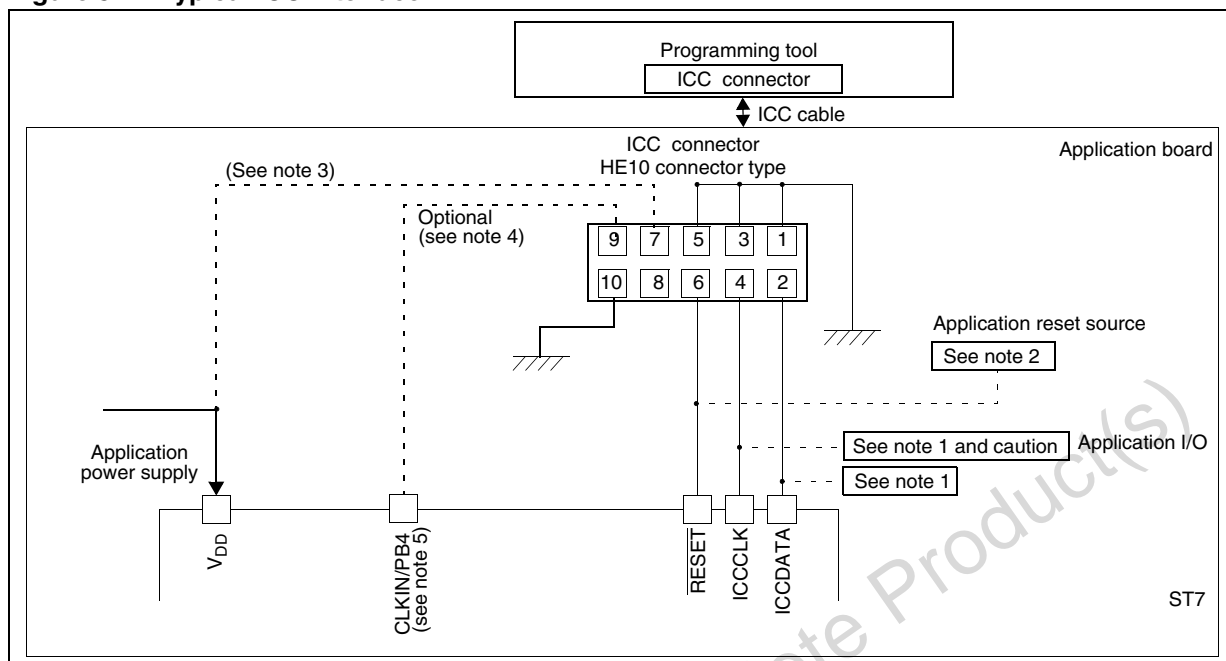 Programming tool
ICC connector
ICC cable
ICC connector
HE10 connector type
Application board
(See note 3)
Optional
(see note 4)
9 7 5 3 1
10 8 6 4 2
Application reset source
See note 2
See note 1 and caution
Application I/O
See note 1
Application
power supply
VDD
CLKIN/PB4
(see note 5)
RESET
ICCCLK
ICCDATA
ST7
Product(s)